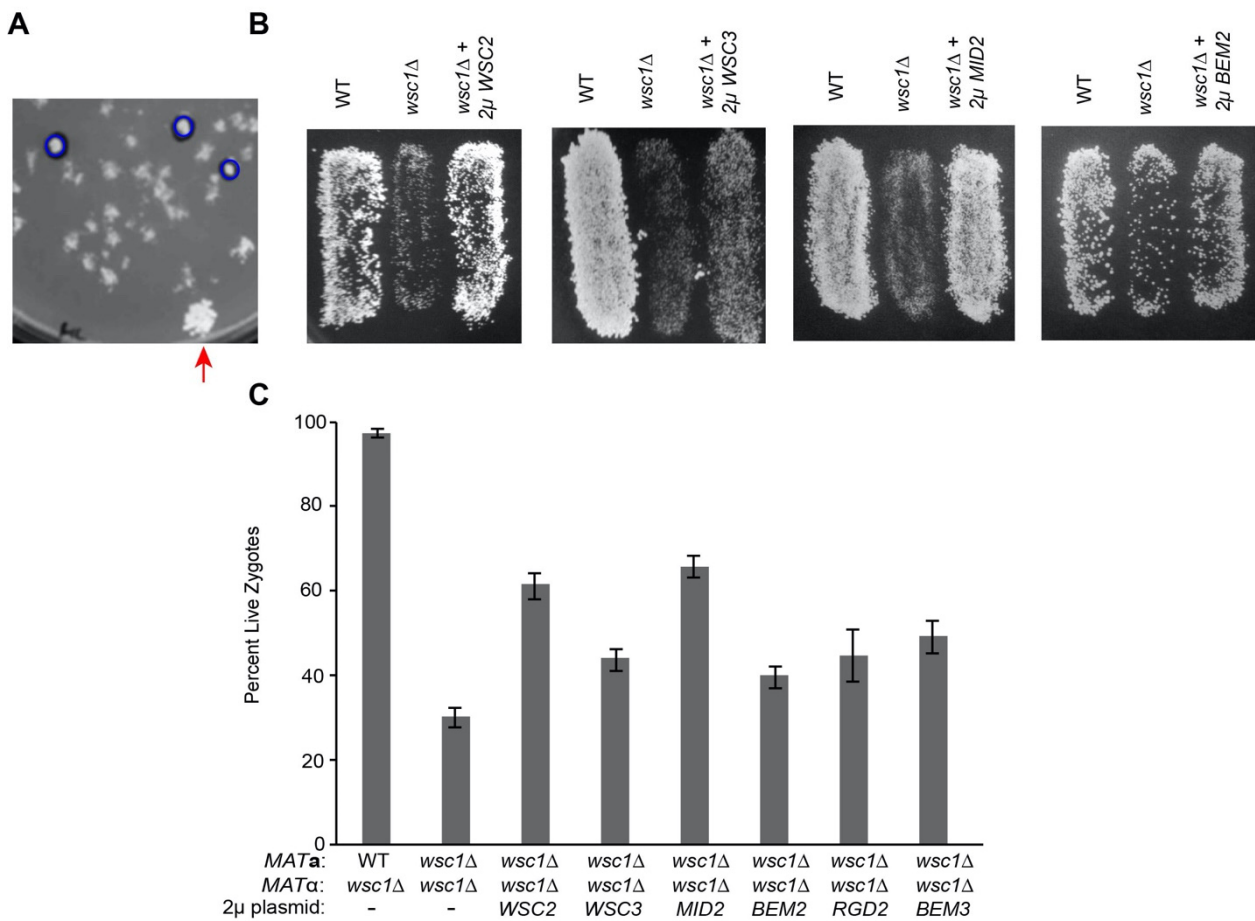 A
B
WT
wsc1Δ
wsc1Δ +
2μ WSC2
WT
wsc1Δ
wsc1Δ +
2μ WSC3
WT
wsc1Δ
wsc1Δ +
2μ MID2
WT
wsc1Δ
wsc1Δ +
2μ BEM2
C
Percent Live Zygotes
100
80
60
40
20
0
MATa: WT wsc1Δ wsc1Δ wsc1Δ wsc1Δ wsc1Δ wsc1Δ wsc1Δ
MATα: wsc1Δ wsc1Δ wsc1Δ wsc1Δ wsc1Δ wsc1Δ wsc1Δ wsc1Δ
2μ plasmid: - - WSC2 WSC3 MID2 BEM2 RGD2 BEM3